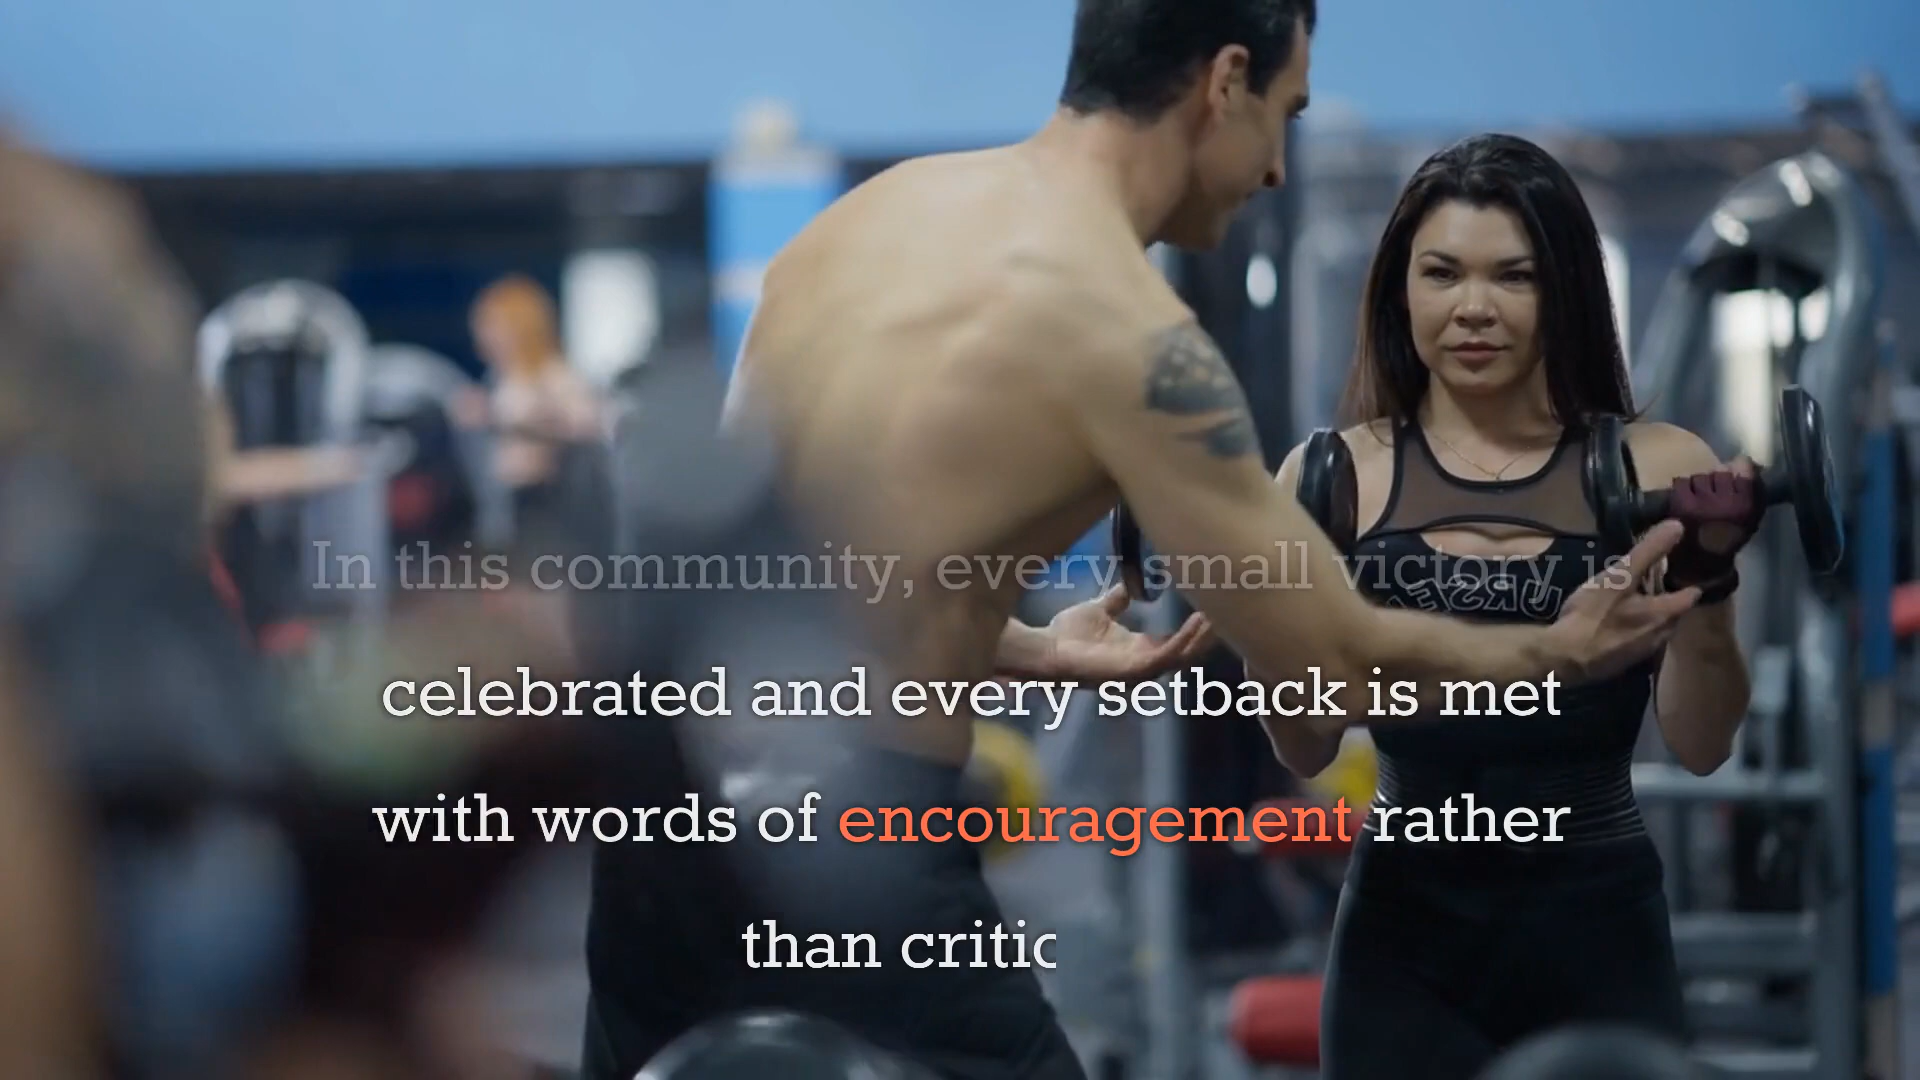 In this community, every small victory is
celebrated and every setback is met
with words of encouragement rather
than critic